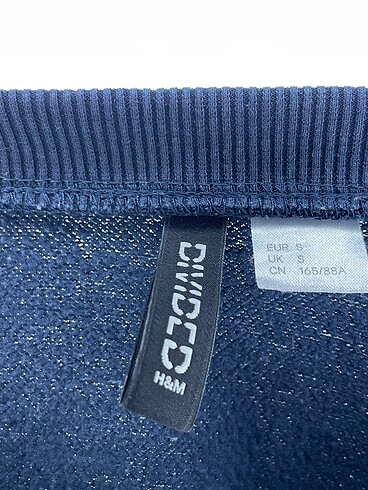 DIVIDED
H&M
EUR S
UK S
CN 165/88A